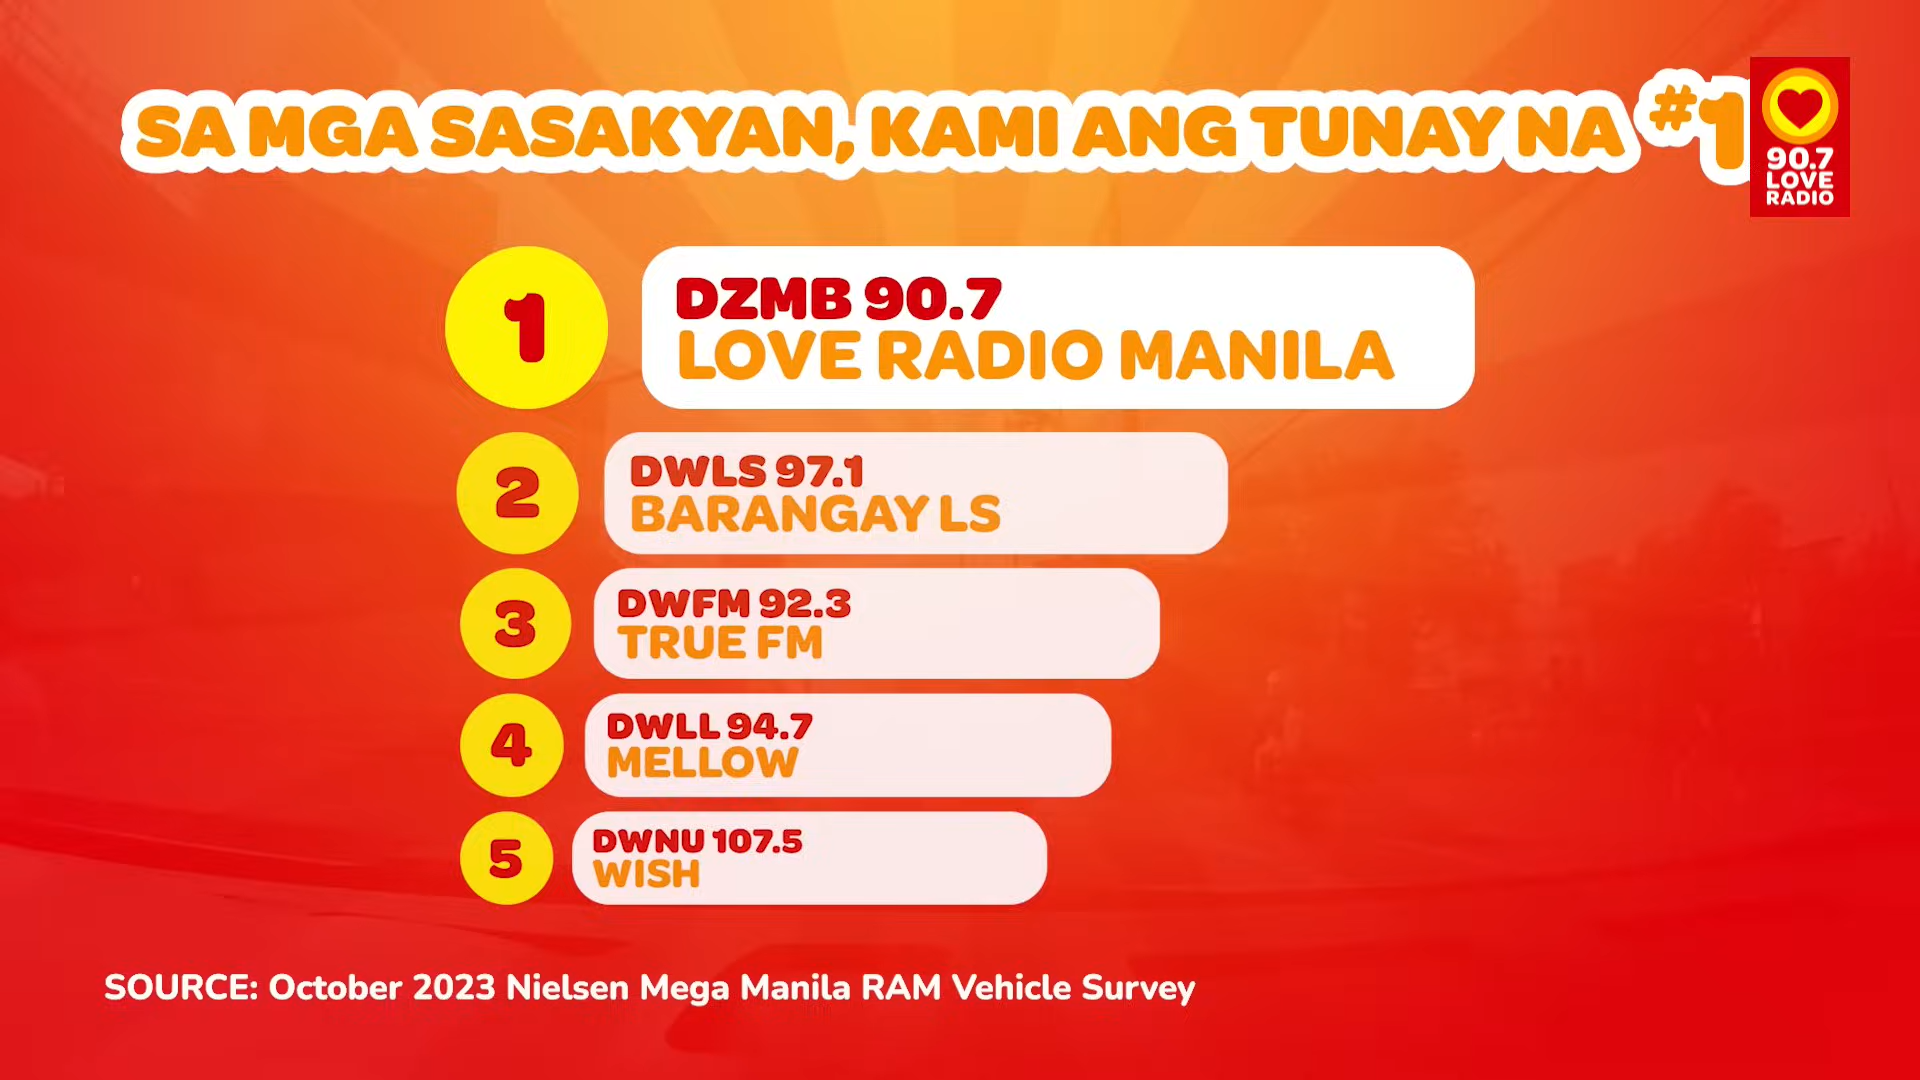 SA MGA SASAKYAN, KAMI ANG TUNAY NA #1
90.7
LOVE
RADIO
1
DZMB 90.7
LOVE RADIO MANILA
2
DWLS 97.1
BARANGAY LS
3
DWFM 92.3
TRUE FM
4
DWLL 94.7
MELLOW
5
DWNU 107.5
WISH
SOURCE: October 2023 Nielsen Mega Manila RAM Vehicle Survey